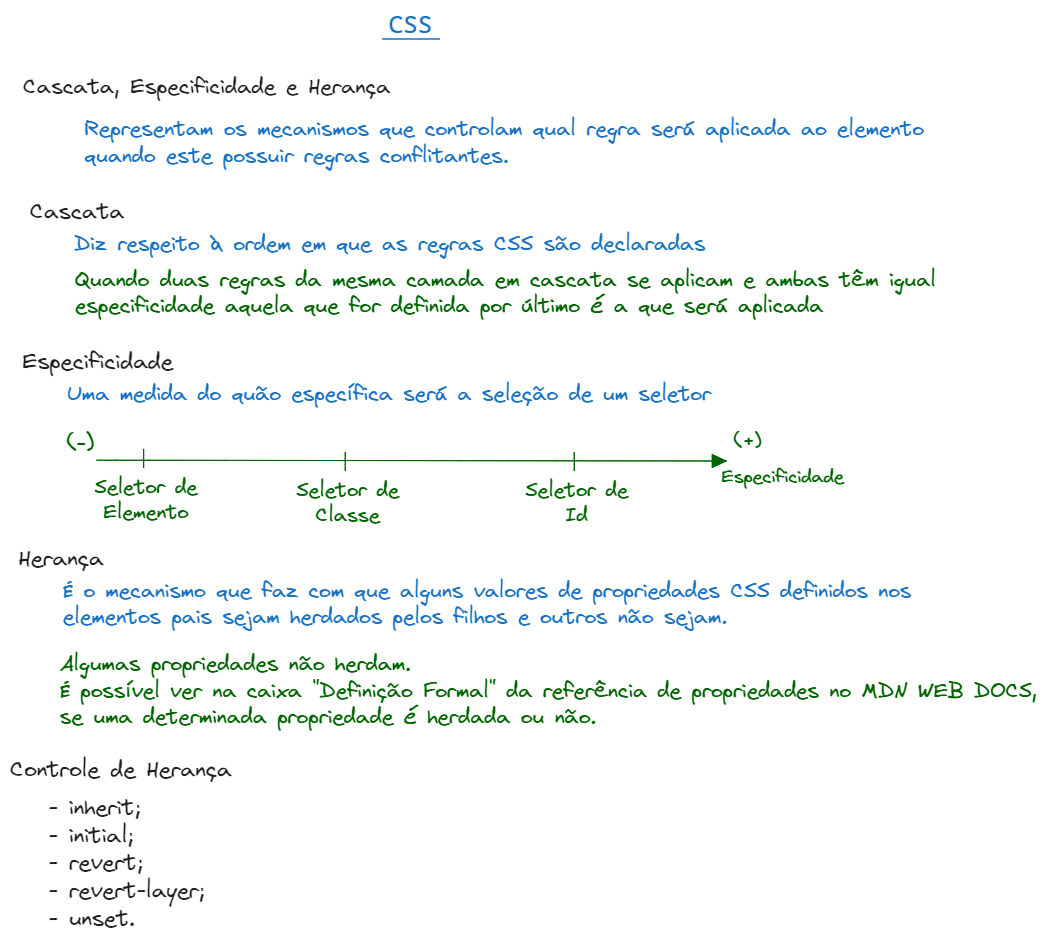 CSS
Cascata, Especificidade e Herança
Representam os mecanismos que controlam qual regra será aplicada ao elemento
quando este possuir regras conflitantes.
Cascata
Diz respeito à ordem em que as regras CSS são declaradas
Quando duas regras da mesma camada em cascata se aplicam e ambas têm igual
especificidade aquela que for definida por último é a que será aplicada
Especificidade
Uma medida do quão específica será a seleção de um seletor
(-)
(+)
Especificidade
Seletor de
Elemento
Seletor de
Classe
Seletor de
Id
Herança
É o mecanismo que faz com que alguns valores de propriedades CSS definidos nos
elementos pais sejam herdados pelos filhos e outros não sejam.
Algumas propriedades não herdam.
É possível ver na caixa "Definição Formal" da referência de propriedades no MDN WEB DOCS,
se uma determinada propriedade é herdada ou não.
Controle de Herança
- inherit;
- initial;
- revert;
- revert-layer;
- unset.